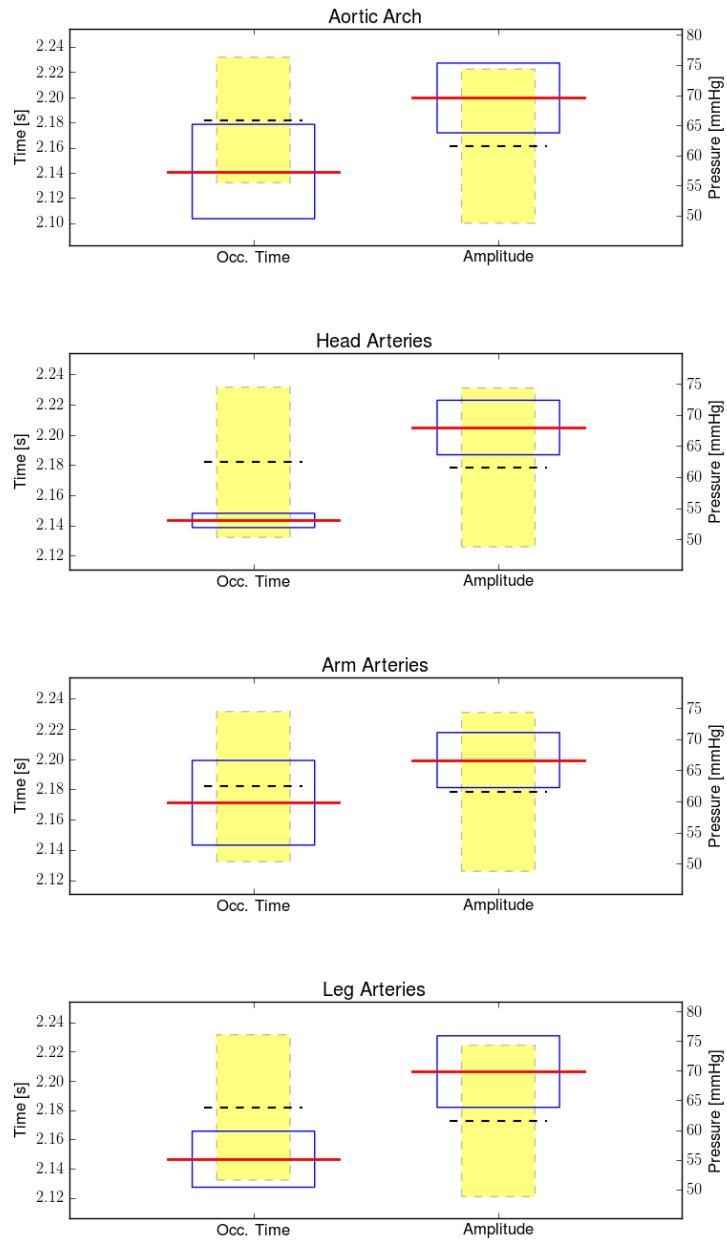 Aortic Arch
2.24
2.22
2.20
2.18
2.16
2.14
2.12
2.10
Time [s]
80
75
70
65
60
55
50
Pressure [mmHg]
Occ. Time
Amplitude
Head Arteries
2.24
2.22
2.20
2.18
2.16
2.14
2.12
Time [s]
75
70
65
60
55
50
Pressure [mmHg]
Occ. Time
Amplitude
Arm Arteries
2.24
2.22
2.20
2.18
2.16
2.14
2.12
Time [s]
75
70
65
60
55
50
Pressure [mmHg]
Occ. Time
Amplitude
Leg Arteries
2.24
2.22
2.20
2.18
2.16
2.14
2.12
Time [s]
80
75
70
65
60
55
50
Pressure [mmHg]
Occ. Time
Amplitude